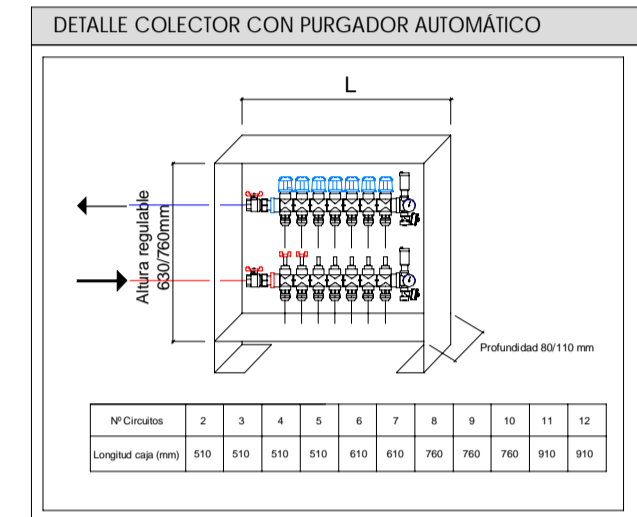 DETALLE COLECTOR CON PURGADOR AUTOMÁTICO
L
Altura regulable
630/760mm
Profundidad 80/110 mm
Nº Circuitos 2 3 4 5 6 7 8 9 10 11 12
Longitud caja (mm) 510 510 510 510 610 610 760 760 760 910 910